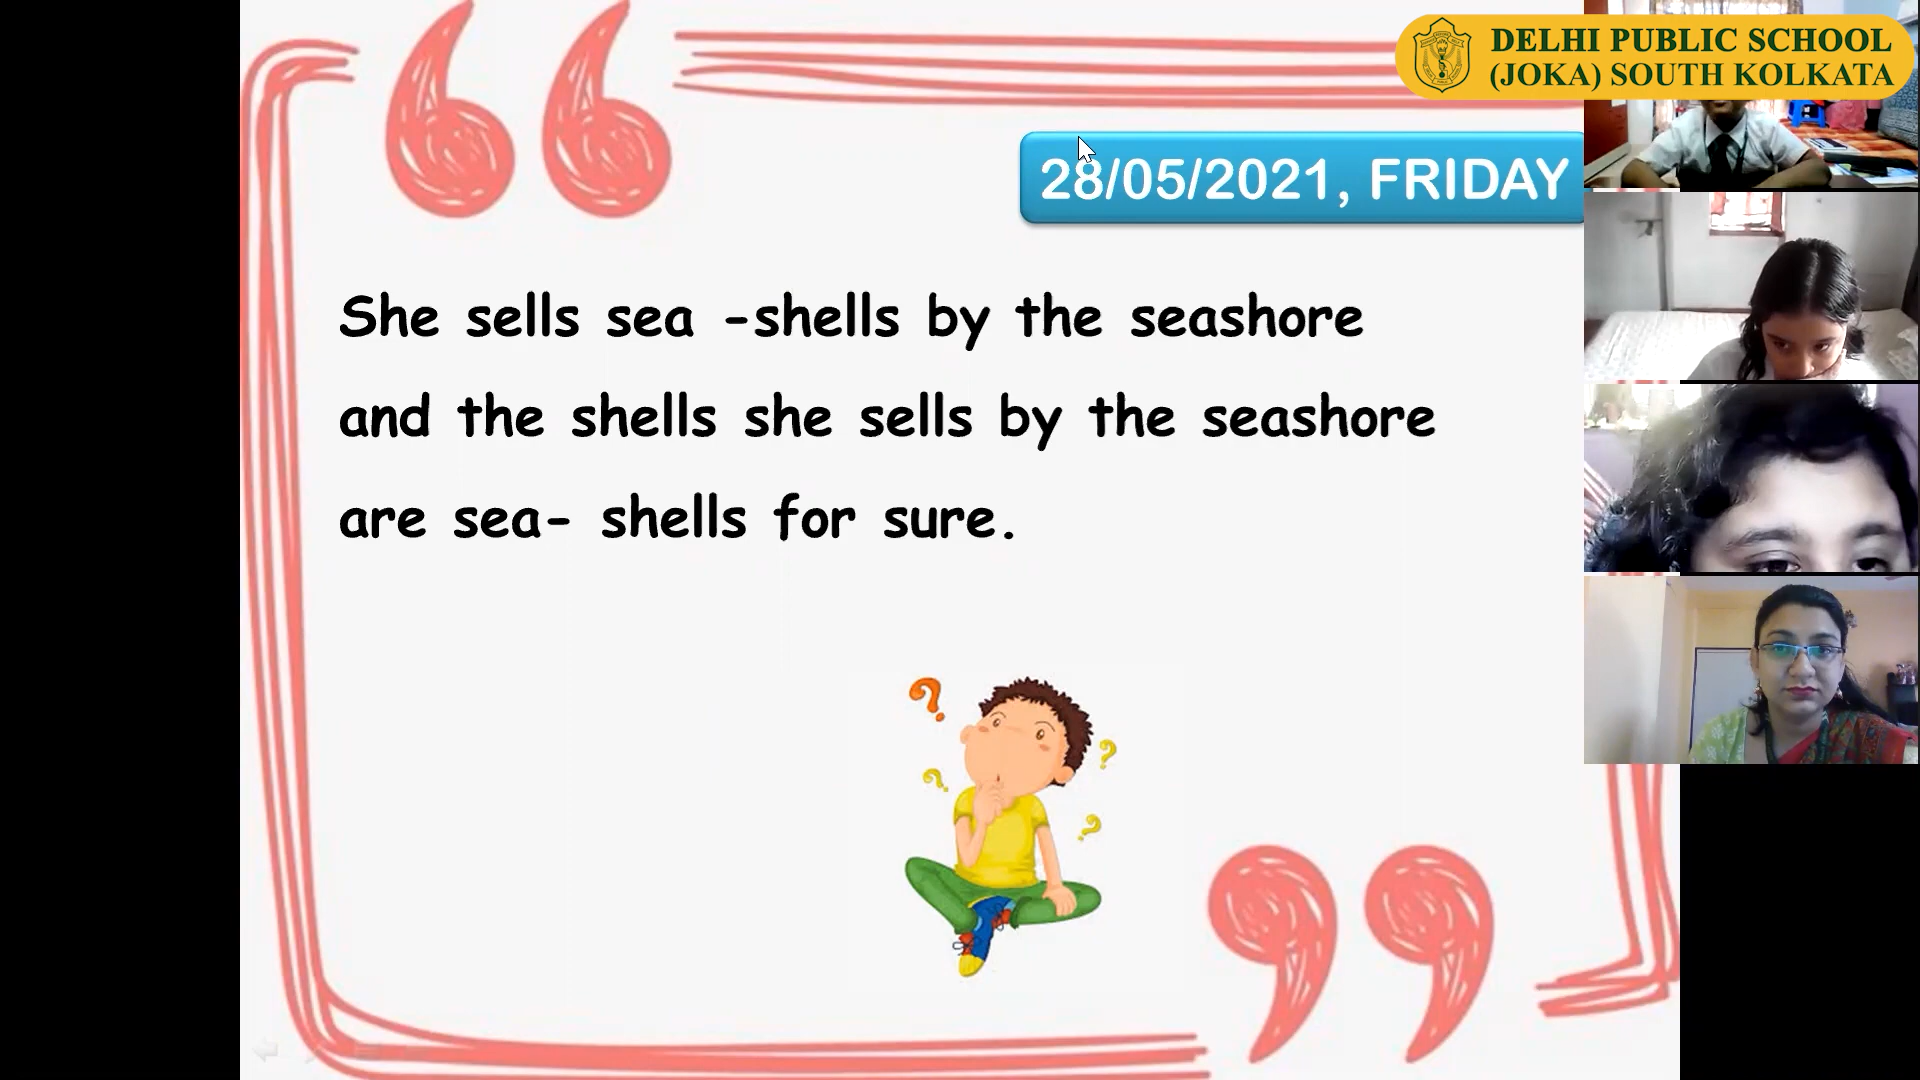 DELHI PUBLIC SCHOOL
(JOKA) SOUTH KOLKATA
28/05/2021, FRIDAY
She sells sea -shells by the seashore
and the shells she sells by the seashore
are sea- shells for sure.